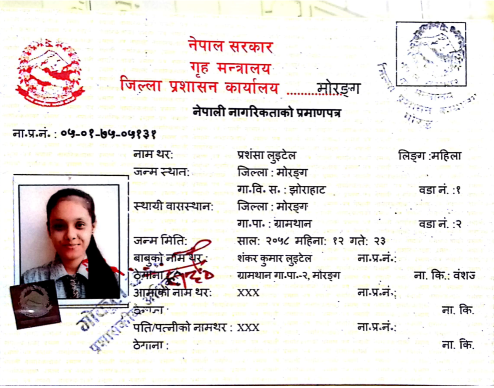 नेपाल सरकार
गृह मन्त्रालय
जिल्ला प्रशासन कार्यालय ............मोरङ्ग
नेपाली नागरिकताको प्रमाणपत्र
ना.प्र.नं. : ०५-०१-७५-०५१३१
नाम थर: प्रशंसा लुइटेल लिङ्ग :महिला
जन्म स्थान: जिल्ला : मोरङ्ग
गा.वि. स. : झोराहाट वडा नं. :१
स्थायी वासस्थान: जिल्ला : मोरङ्ग
गा.पा. : ग्रामथान वडा नं. :२
जन्म मिति: साल: २०५८ महिना: १२ गते: २३
बाबुको नाम थर: शंकर कुमार लुइटेल ना.प्र.नं.:
ठेगाना ग्रामथान गा.पा-२, मोरङ्ग ना. कि.: वंशज
आमाको नाम थर: XXX ना.प्र.नं.:
ठेगाना : ना. कि.
पति/पत्नीको नामथर : XXX ना.प्र.नं.:
ठेगाना : ना. कि.